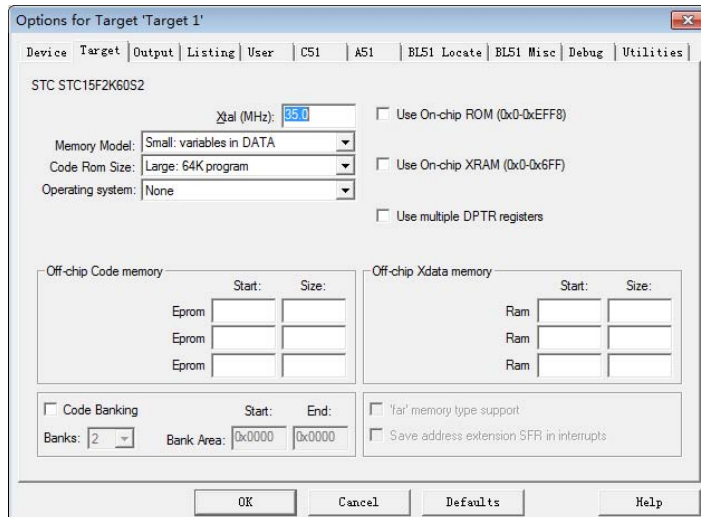 Options for Target 'Target 1'
Device Target Output Listing User C51 A51 BL51 Locate BL51 Misc Debug Utilities
STC STC15F2K60S2
Xtal (MHz): 35.0
Use On-chip ROM (0x0-0xEFF8)
Memory Model: Small: variables in DATA
Code Rom Size: Large: 64K program
Use On-chip XRAM (0x0-0x6FF)
Operating system: None
Use multiple DPTR registers
Off-chip Code memory
Start: Size:
Eprom
Eprom
Eprom
Off-chip Xdata memory
Start: Size:
Ram
Ram
Ram
Code Banking Start: End:
Banks: 2 Bank Area: 0x0000 0x0000
'far' memory type support
Save address extension SFR in interrupts
OK Cancel Defaults Help